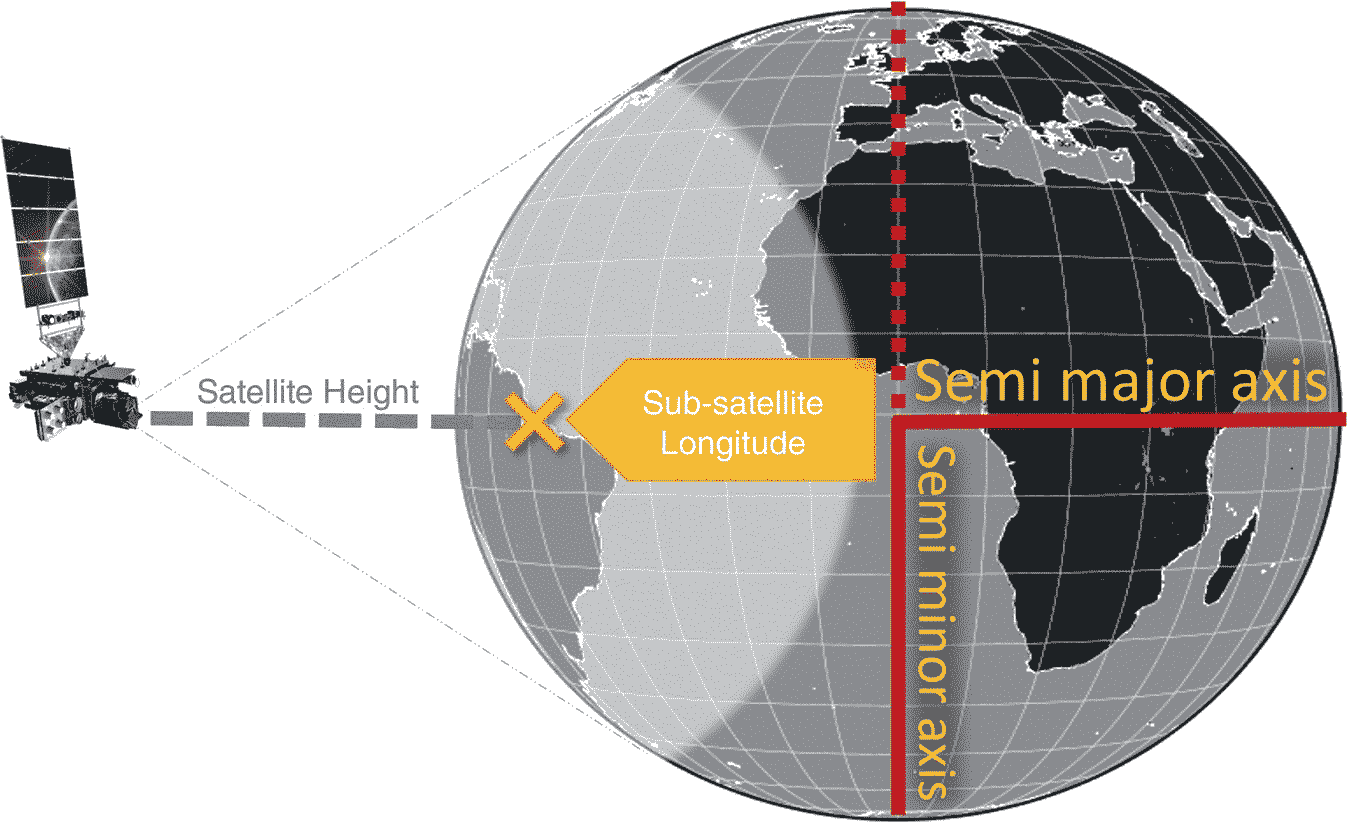 Satellite Height
Sub-satellite
Longitude
Semi major axis
Semi minor axis